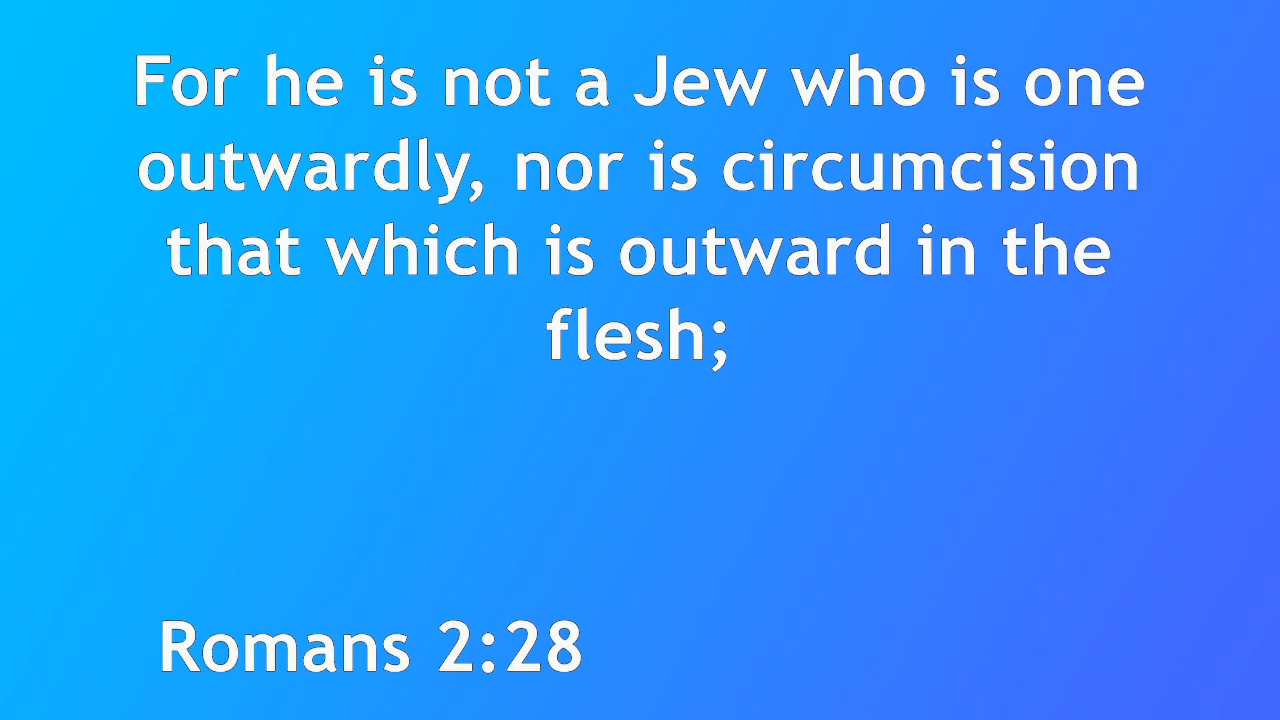 For he is not a Jew who is one
outwardly, nor is circumcision
that which is outward in the
flesh;
Romans 2:28